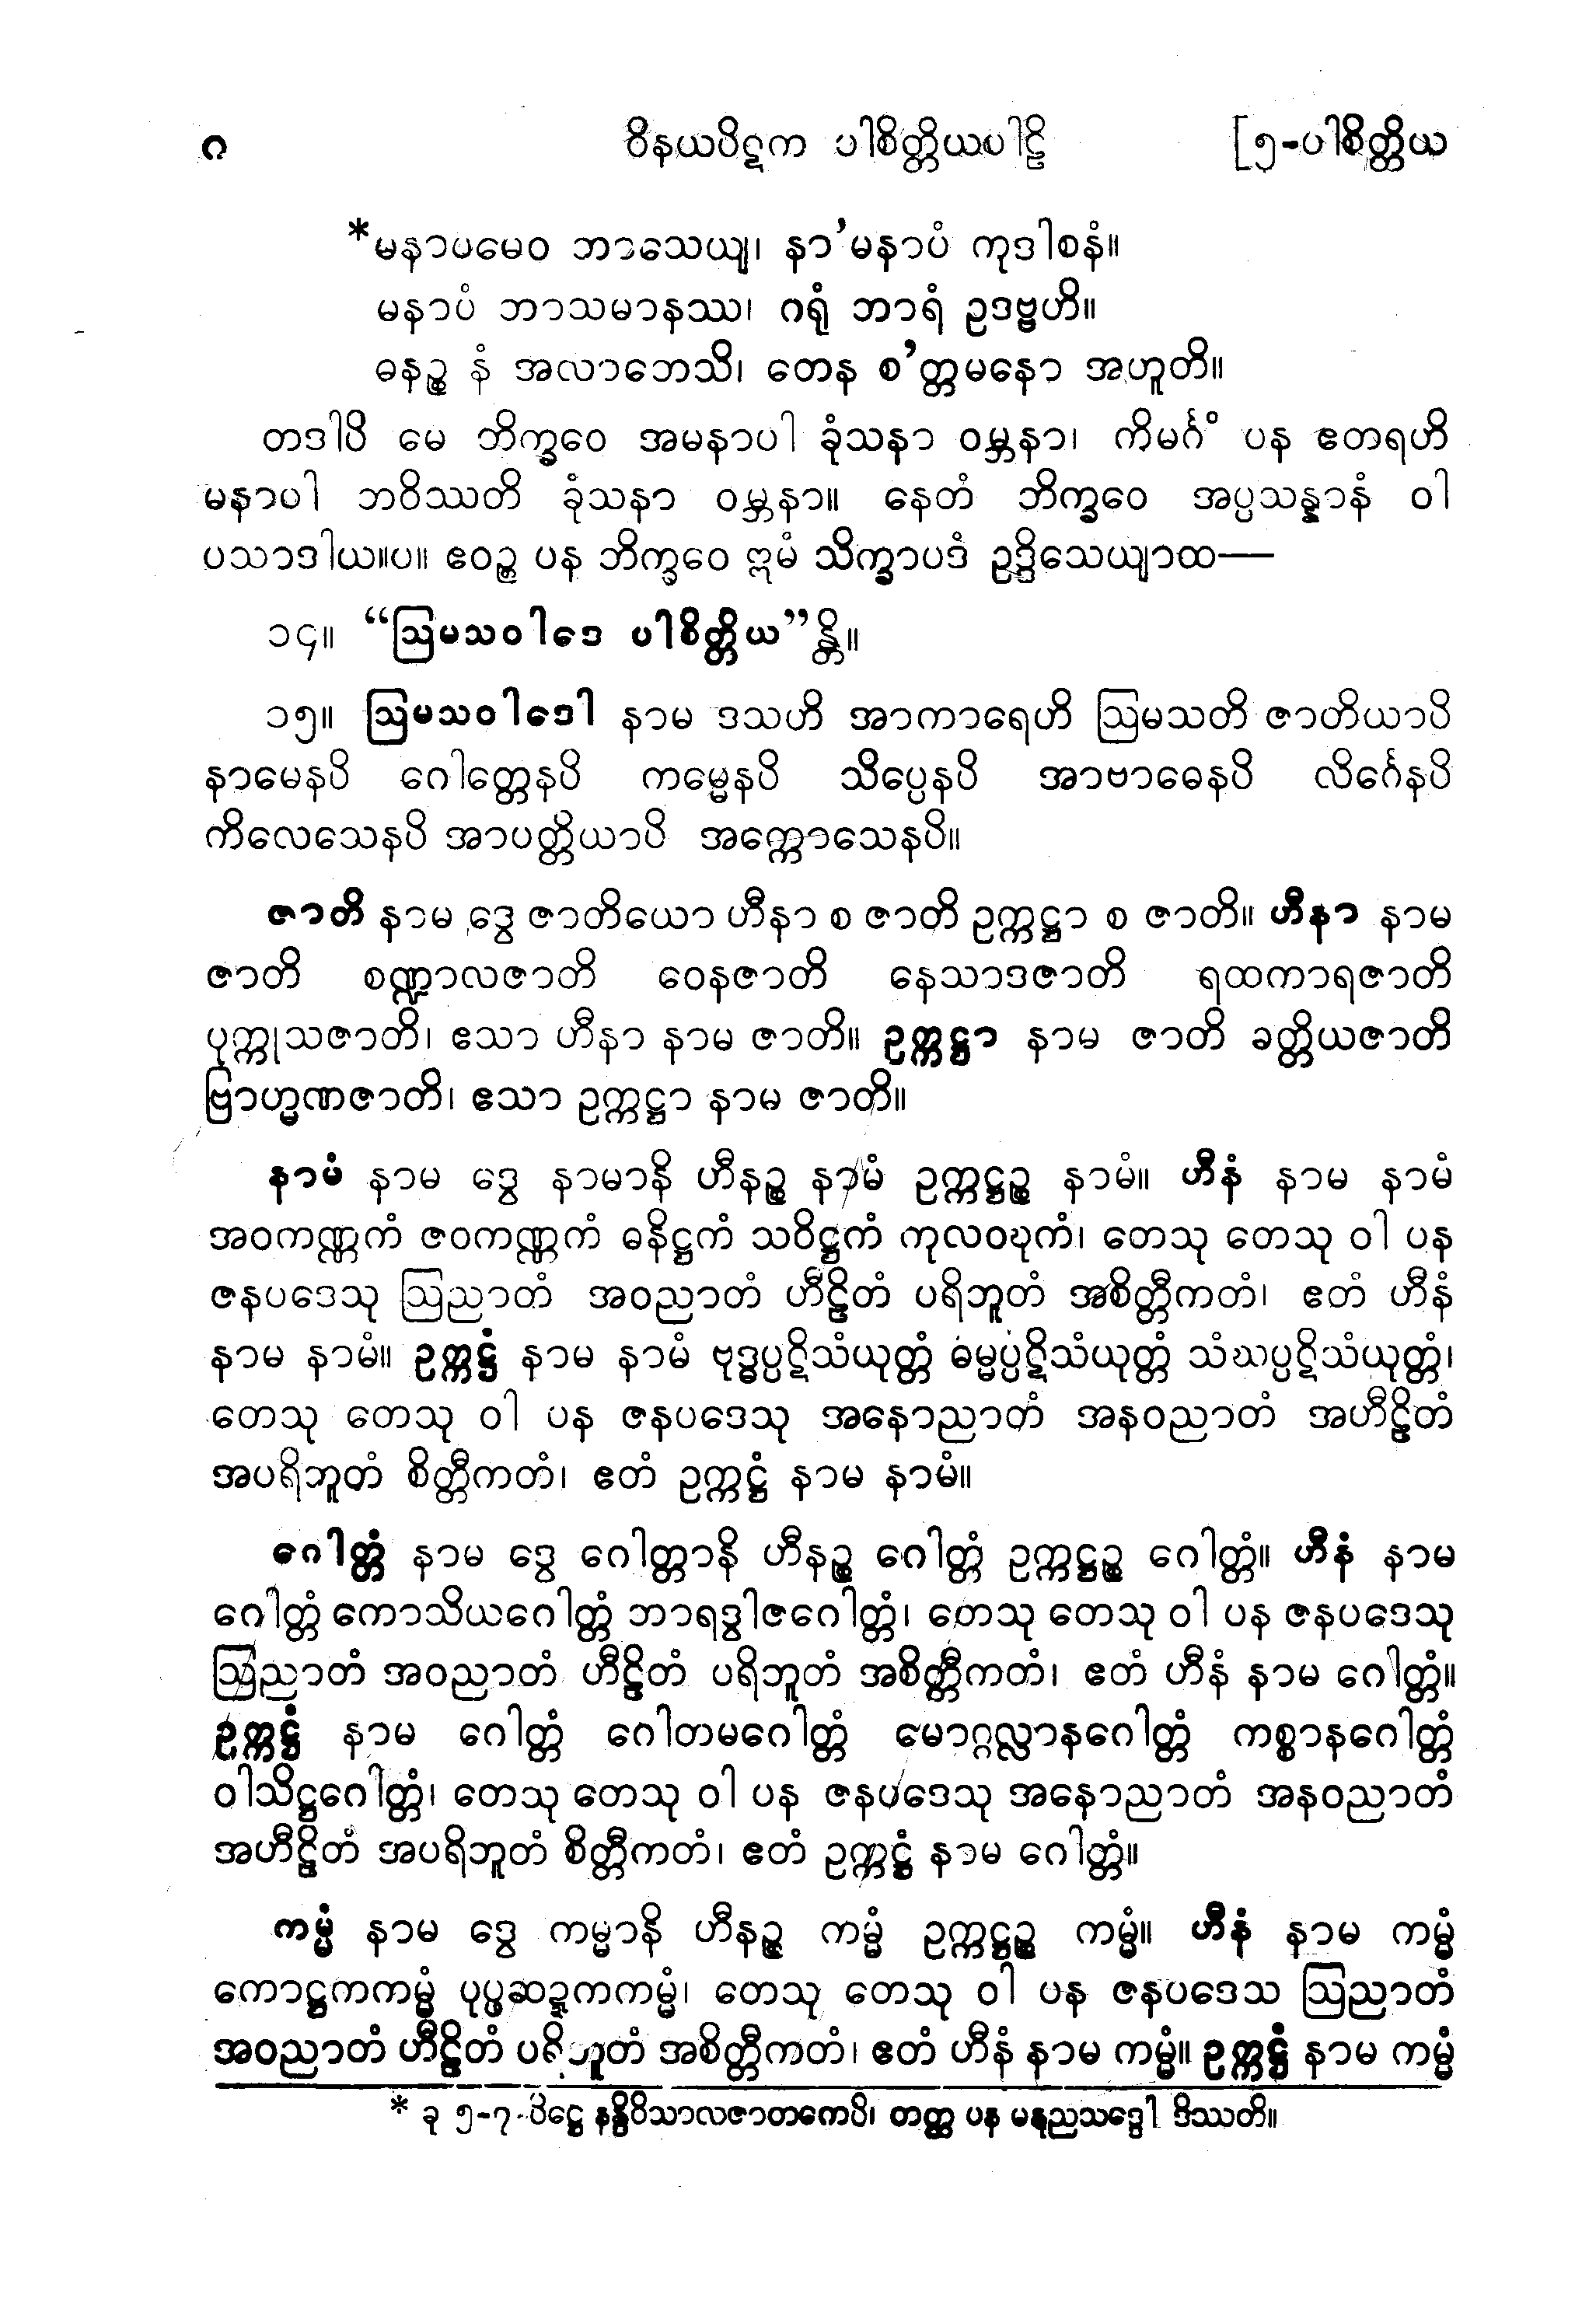 ၈ ဝိနယပိဋက ပါစိတ္တိယပါဠိ [၅-ပါစိတ္တိယ
*မနာပမေဝ ဘာသေယျ၊ နာ’မနာပံ ကုဒါစနံ။
မနာပံ ဘာသမာနဿ၊ ဂရုံ ဘာရံ ဥဒဗ္ဗဟိ။
ဓနဉ္စ နံ အလာဘေသိ၊ တေန စ’တ္တမနော အဟူတိ။
တဒါပိ မေ ဘိက္ခဝေ အမနာပါ ခုံသနာ ဝမ္ဘနာ၊ ကိမင်္ဂံ ပန ဧတရဟိ
မနာပါ ဘဝိဿတိ ခုံသနာ ဝမ္ဘနာ။ နေတံ ဘိက္ခဝေ အပ္ပသန္နာနံ ဝါ
ပသာဒါယ။ပ။ ဧဝဉ္စ ပန ဘိက္ခဝေ ဣမံ သိက္ခာပဒံ ဥဒ္ဒိသေယျာထ—
၁၄။ “ဩမသဝါဒေ ပါစိတ္တိယ”န္တိ။
၁၅။ ဩမသဝါဒေါ နာမ ဒသဟိ အာကာရေဟိ ဩမသတိ ဇာတိယာပိ
နာမေနပိ ဂေါတ္တေနပိ ကမ္မေနပိ သိပ္ပေနပိ အာဗာဓေနပိ လိင်္ဂေနပိ
ကိလေသေနပိ အာပတ္တိယာပိ အက္ကောသေနပိ။
ဇာတိ နာမ ဒွေ ဇာတိယော ဟီနာ စ ဇာတိ ဥက္ကဋ္ဌာ စ ဇာတိ။ ဟီနာ နာမ
ဇာတိ စဏ္ဍာလဇာတိ ဝေနဇာတိ နေသာဒဇာတိ ရထကာရဇာတိ
ပုက္ကုသဇာတိ၊ ဧသာ ဟီနာ နာမ ဇာတိ။ ဥက္ကဋ္ဌာ နာမ ဇာတိ ခတ္တိယဇာတိ
ဗြာဟ္မဏဇာတိ၊ ဧသာ ဥက္ကဋ္ဌာ နာမ ဇာတိ။
နာမံ နာမ ဒွေ နာမာနိ ဟီနဉ္စ နာမံ ဥက္ကဋ္ဌဉ္စ နာမံ။ ဟီနံ နာမ နာမံ
အဝကဏ္ဏကံ ဇဝကဏ္ဏကံ ဓနိဋ္ဌကံ သဝိဋ္ဌကံ ကုလဝဍ္ဎကံ၊ တေသု တေသု ဝါ ပန
ဇနပဒေသု ဩညာတံ အဝညာတံ ဟီဠိတံ ပရိဘူတံ အစိတ္တီကတံ၊ ဧတံ ဟီနံ
နာမ နာမံ။ ဥက္ကဋ္ဌံ နာမ နာမံ ဗုဒ္ဓပ္ပဋိသံယုတ္တံ ဓမ္မပ္ပဋိသံယုတ္တံ သံဃပ္ပဋိသံယုတ္တံ၊
တေသု တေသု ဝါ ပန ဇနပဒေသု အနောညာတံ အနဝညာတံ အဟီဠိတံ
အပရိဘူတံ စိတ္တီကတံ၊ ဧတံ ဥက္ကဋ္ဌံ နာမ နာမံ။
ဂေါတ္တံ နာမ ဒွေ ဂေါတ္တာနိ ဟီနဉ္စ ဂေါတ္တံ ဥက္ကဋ္ဌဉ္စ ဂေါတ္တံ။ ဟီနံ နာမ
ဂေါတ္တံ ကောသိယဂေါတ္တံ ဘာရဒွါဇဂေါတ္တံ၊ တေသု တေသု ဝါ ပန ဇနပဒေသု
ဩညာတံ အဝညာတံ ဟီဠိတံ ပရိဘူတံ အစိတ္တီကတံ၊ ဧတံ ဟီနံ နာမ ဂေါတ္တံ။
ဥက္ကဋ္ဌံ နာမ ဂေါတ္တံ ဂေါတမဂေါတ္တံ မောဂ္ဂလ္လာနဂေါတ္တံ ကစ္စာနဂေါတ္တံ
ဝါသိဋ္ဌဂေါတ္တံ၊ တေသု တေသု ဝါ ပန ဇနပဒေသု အနောညာတံ အနဝညာတံ
အဟီဠိတံ အပရိဘူတံ စိတ္တီကတံ၊ ဧတံ ဥက္ကဋ္ဌံ နာမ ဂေါတ္တံ။
ကမ္မံ နာမ ဒွေ ကမ္မာနိ ဟီနဉ္စ ကမ္မံ ဥက္ကဋ္ဌဉ္စ ကမ္မံ။ ဟီနံ နာမ ကမ္မံ
ကောဋ္ဌကကမ္မံ ပုပ္ဖဆဍ္ဍကကမ္မံ၊ တေသု တေသု ဝါ ပန ဇနပဒေသ ဩညာတံ
အဝညာတံ ဟီဠိတံ ပရိဘူတံ အစိတ္တီကတံ၊ ဧတံ ဟီနံ နာမ ကမ္မံ။ ဥက္ကဋ္ဌံ နာမ ကမ္မံ
* ခု ၅-၇-ပိဋ္ဌေ နန္ဒိဝိသာလဇာတကေပိ၊ တတ္ထ ပန မနုညသဒ္ဒေါ ဒိဿတိ။